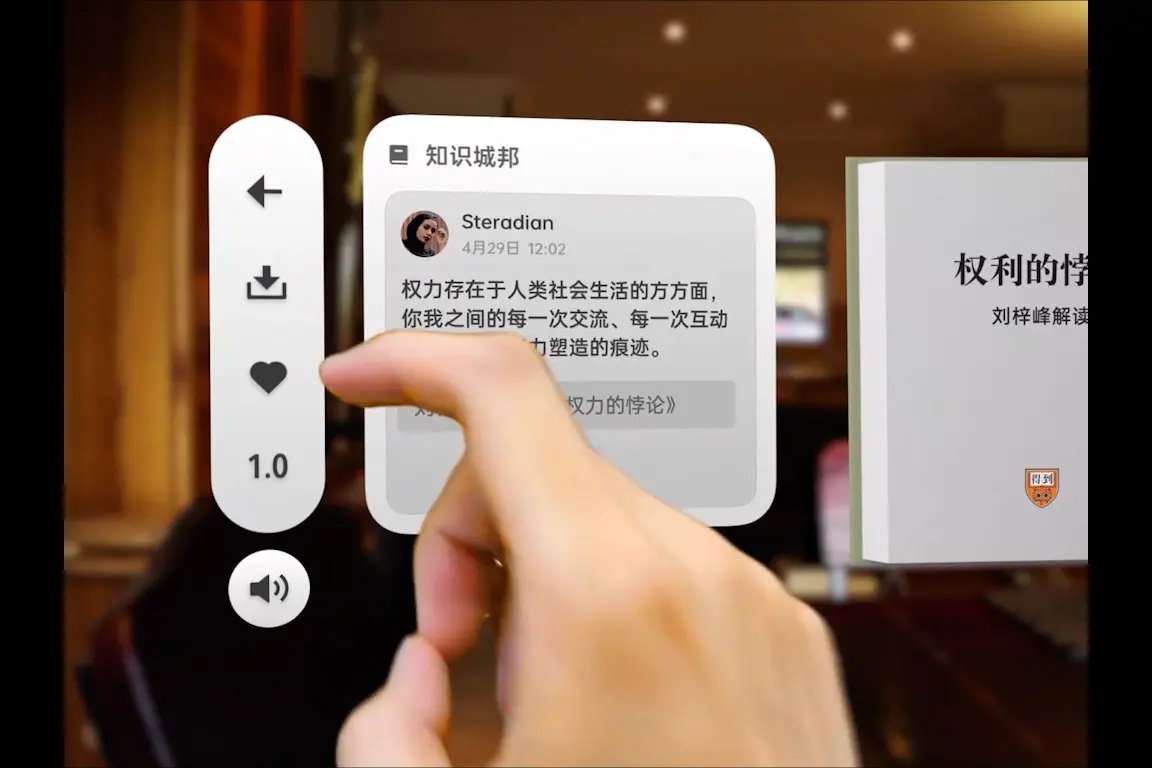 知识城邦
Steradian
4月29日 12:02
权力存在于人类社会生活的方方面，
你我之间的每一次交流、每一次互动
力塑造的痕迹。
权力的悖论》
1.0
权利的悖
刘梓峰解读
得到